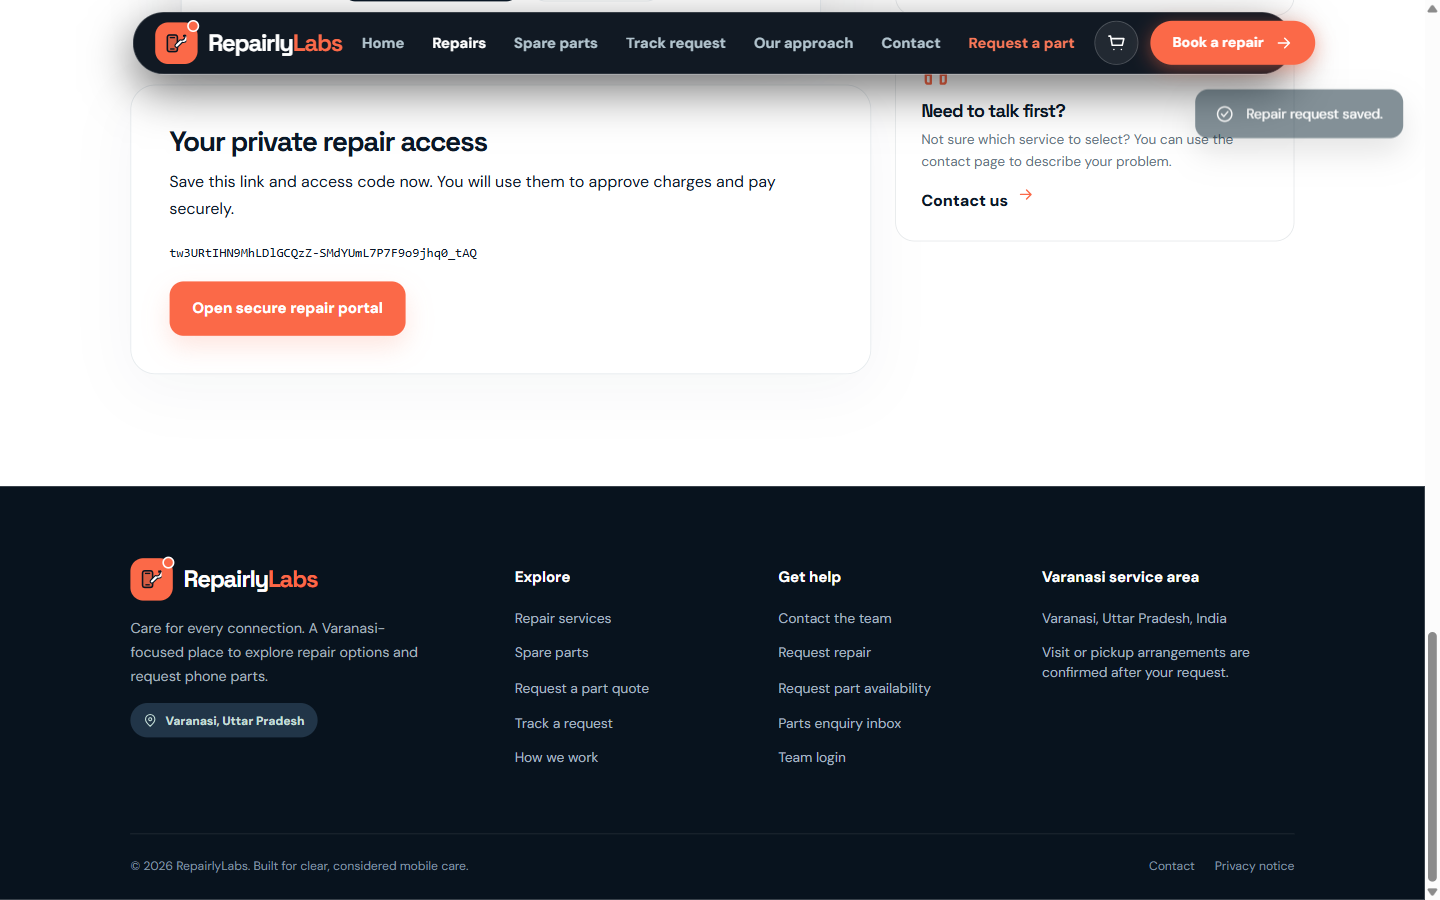 RepairlyLabs Home Repairs Spare parts Track request Our approach Contact Request a part Book a repair
Repair request saved.
Your private repair access
Save this link and access code now. You will use them to approve charges and pay
securely.
tw3URtIHN9MhLDlGCQzZ-SMdYUmL7P7F9o9jhq0_tAQ
Open secure repair portal
Need to talk first?
Not sure which service to select? You can use the
contact page to describe your problem.
Contact us
RepairlyLabs
Care for every connection. A Varanasi-
focused place to explore repair options and
request phone parts.
Varanasi, Uttar Pradesh
Explore
Repair services
Spare parts
Request a part quote
Track a request
How we work
Get help
Contact the team
Request repair
Request part availability
Parts enquiry inbox
Team login
Varanasi service area
Varanasi, Uttar Pradesh, India
Visit or pickup arrangements are
confirmed after your request.
© 2026 RepairlyLabs. Built for clear, considered mobile care.
Contact Privacy notice